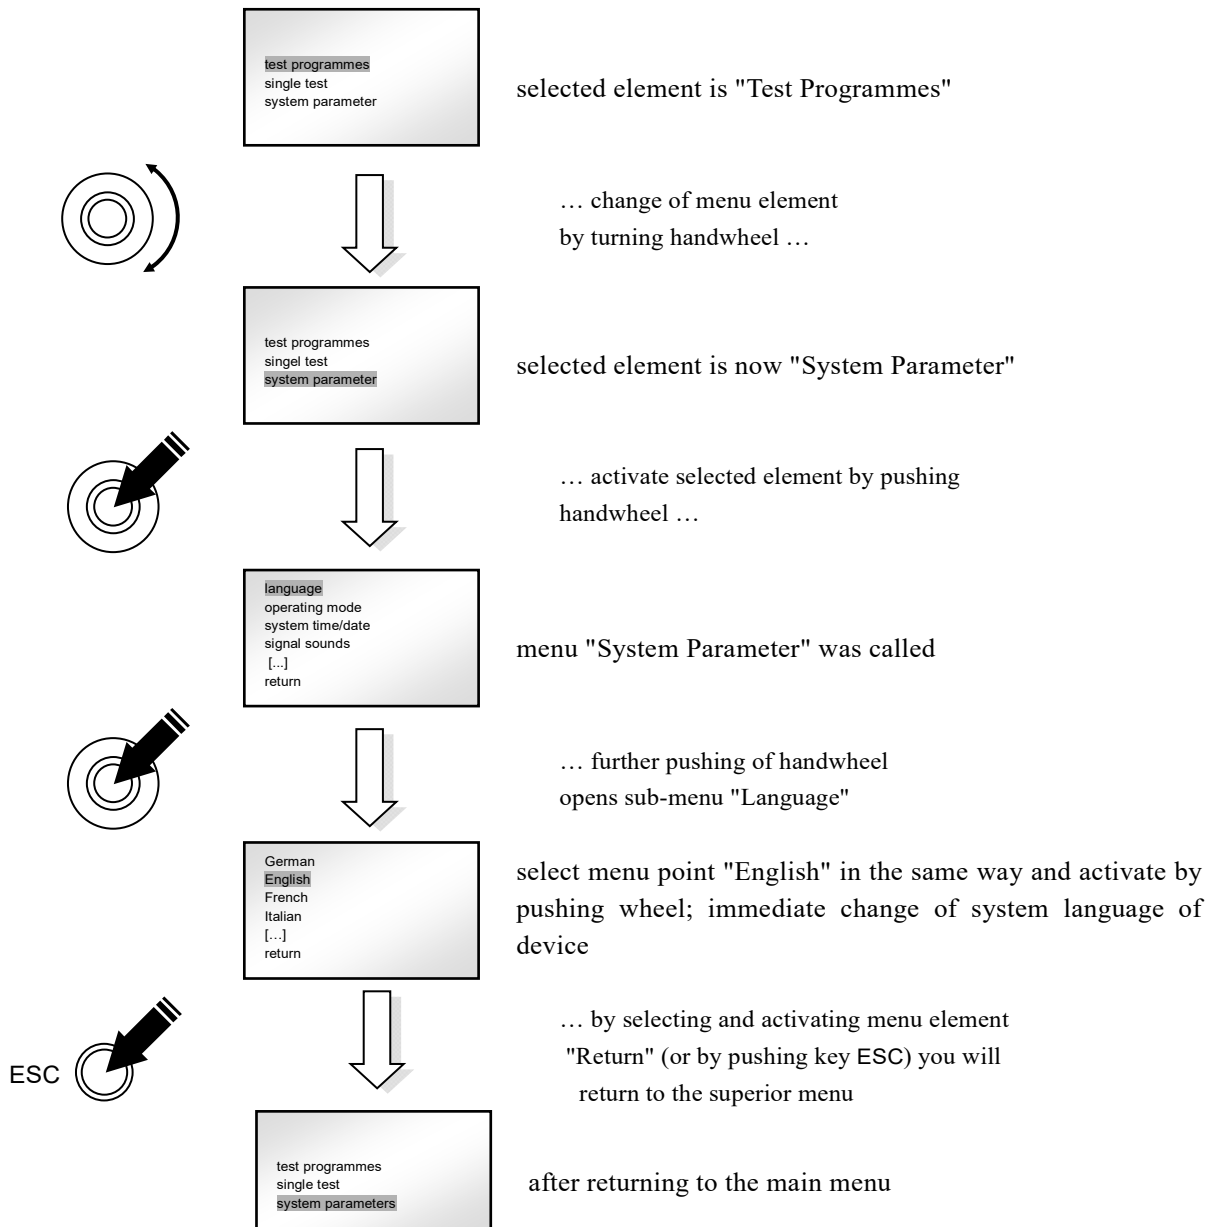 test programmes
single test
system parameter
selected element is "Test Programmes"
… change of menu element
by turning handwheel …
test programmes
singel test
system parameter
selected element is now "System Parameter"
… activate selected element by pushing
handwheel …
language
operating mode
system time/date
signal sounds
[...]
return
menu "System Parameter" was called
… further pushing of handwheel
opens sub-menu "Language"
German
English
French
Italian
[…]
return
select menu point "English" in the same way and activate by
pushing wheel; immediate change of system language of
device
… by selecting and activating menu element
"Return" (or by pushing key ESC) you will
return to the superior menu
ESC
test programmes
single test
system parameters
after returning to the main menu